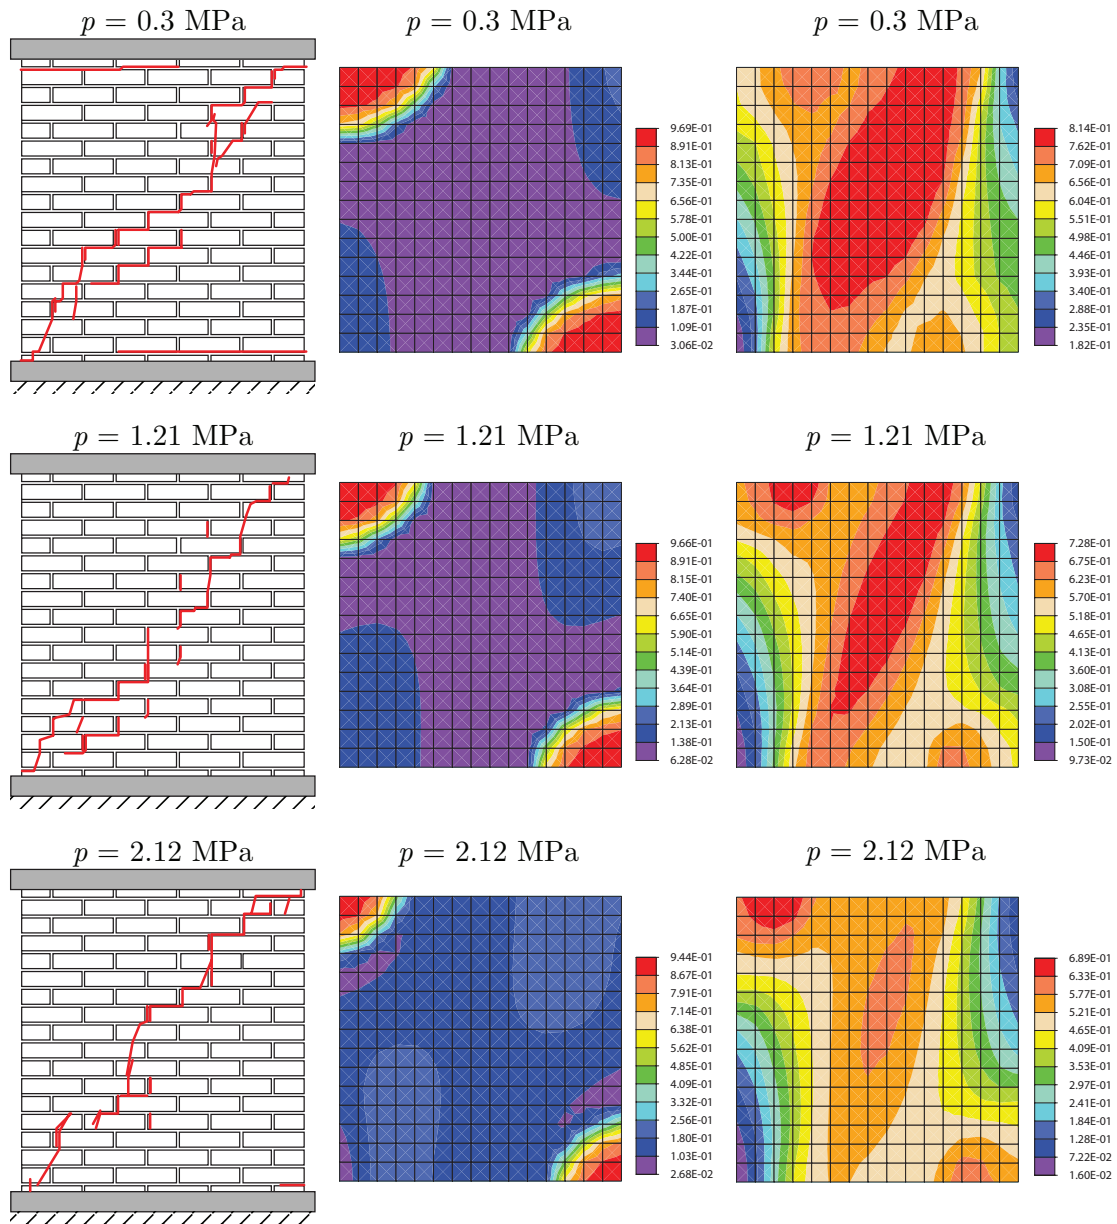 p = 0.3 MPa
p = 0.3 MPa
p = 0.3 MPa
9.69E-01
8.91E-01
8.13E-01
7.35E-01
6.56E-01
5.78E-01
5.00E-01
4.22E-01
3.44E-01
2.65E-01
1.87E-01
1.09E-01
3.06E-02
8.14E-01
7.62E-01
7.09E-01
6.56E-01
6.04E-01
5.51E-01
4.98E-01
4.46E-01
3.93E-01
3.40E-01
2.88E-01
2.35E-01
1.82E-01
p = 1.21 MPa
p = 1.21 MPa
p = 1.21 MPa
9.66E-01
8.91E-01
8.15E-01
7.40E-01
6.65E-01
5.90E-01
5.14E-01
4.39E-01
3.64E-01
2.89E-01
2.13E-01
1.38E-01
6.28E-02
7.28E-01
6.75E-01
6.23E-01
5.70E-01
5.18E-01
4.65E-01
4.13E-01
3.60E-01
3.08E-01
2.55E-01
2.02E-01
1.50E-01
9.73E-02
p = 2.12 MPa
p = 2.12 MPa
p = 2.12 MPa
9.44E-01
8.67E-01
7.91E-01
7.14E-01
6.38E-01
5.62E-01
4.85E-01
4.09E-01
3.32E-01
2.56E-01
1.80E-01
1.03E-01
2.68E-02
6.89E-01
6.33E-01
5.77E-01
5.21E-01
4.65E-01
4.09E-01
3.53E-01
2.97E-01
2.41E-01
1.84E-01
1.28E-01
7.22E-02
1.60E-02